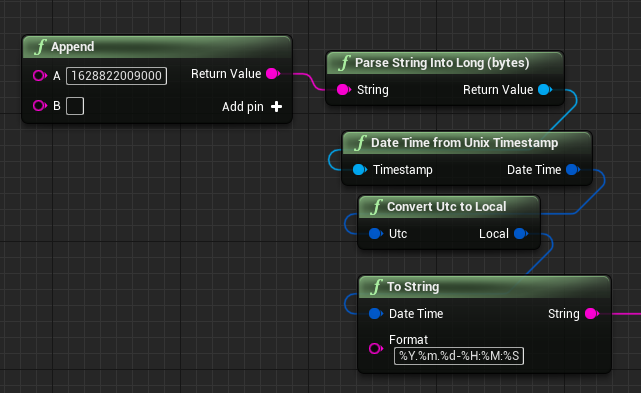 f Append
A 1628822009000 Return Value
B Add pin +
f Parse String Into Long (bytes)
String Return Value
f Date Time from Unix Timestamp
Timestamp Date Time
f Convert Utc to Local
Utc Local
f To String
Date Time String
Format
%Y.%m.%d-%H:%M:%S